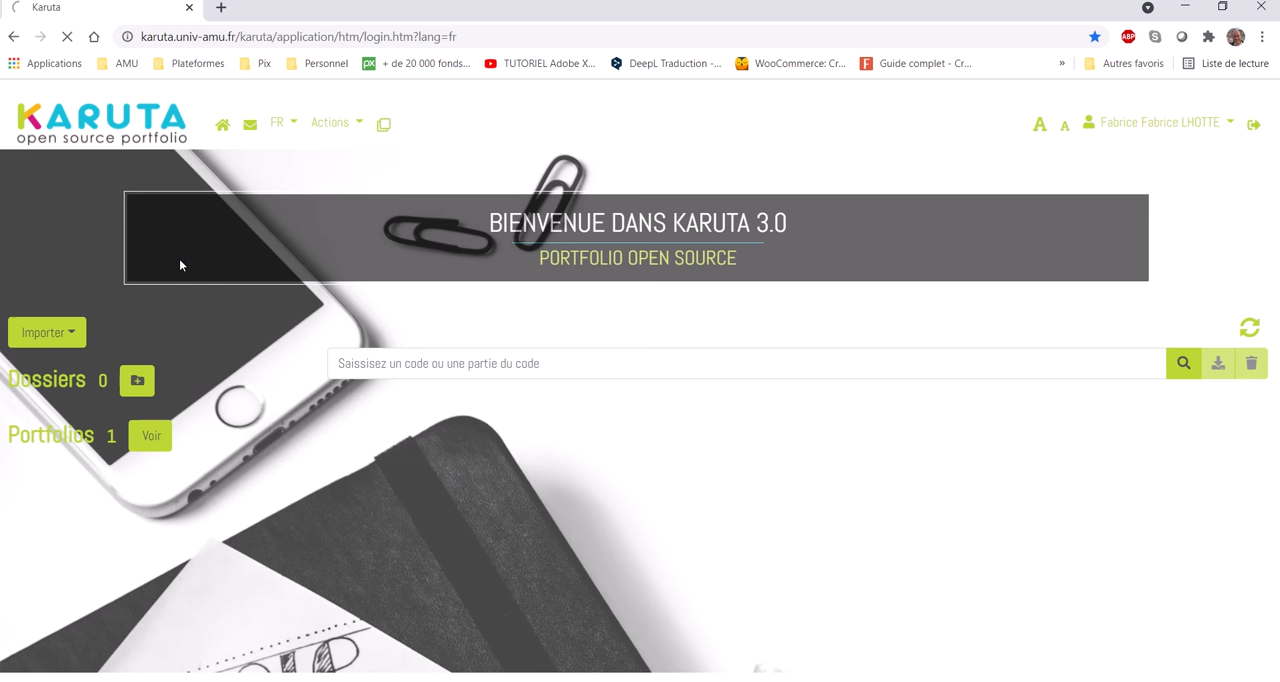 Karuta
karuta.univ-amu.fr/karuta/application/htm/login.htm?lang=fr
ABP
Applications AMU Plateformes Pix Personnel px + de 20 000 fonds... TUTORIEL Adobe X... DeepL Traduction -... WooCommerce: Cr... F Guide complet - Cr... » Autres favoris Liste de lecture
KARUTA
open source portfolio
FR Actions A A Fabrice Fabrice LHOTTE
BIENVENUE DANS KARUTA 3.0
PORTFOLIO OPEN SOURCE
Importer
Saisissez un code ou une partie du code
Dossiers 0
Portfolios 1 Voir